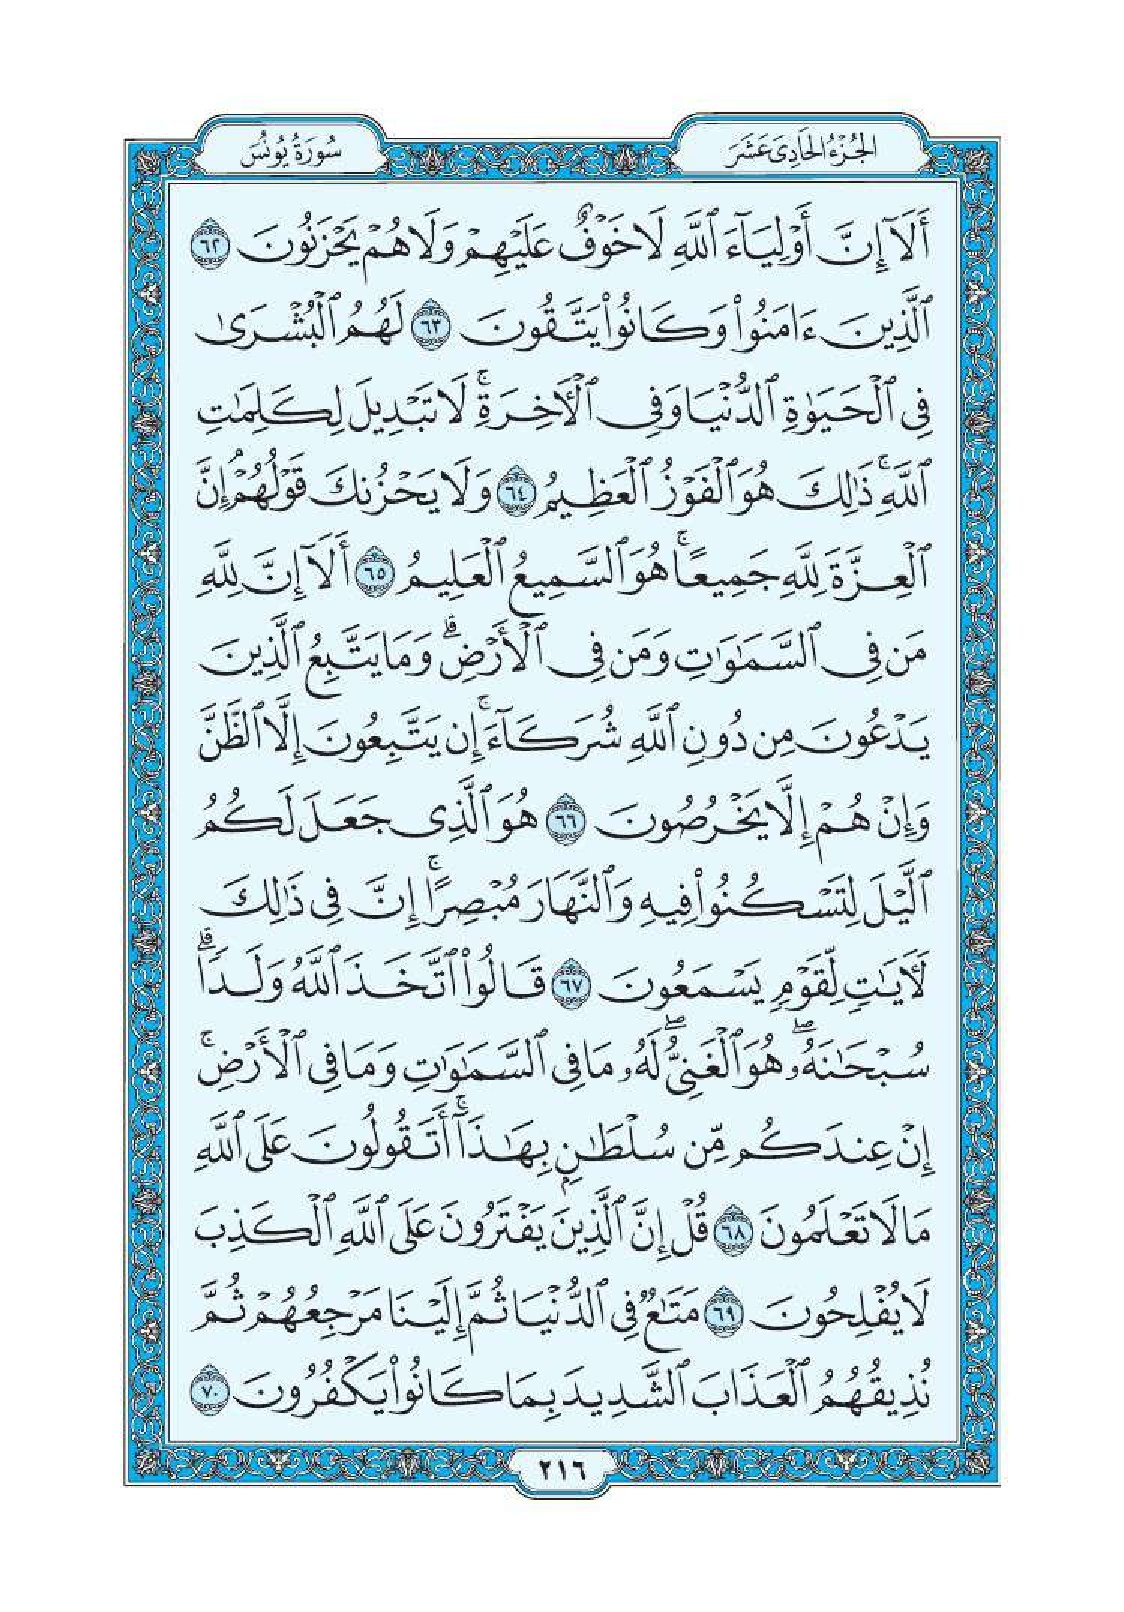 الجُزْءُ الحَادِى عَشَرَ
سُورَةُ يُونُسَ
أَلَآ إِنَّ أَوْلِيَآءَ ٱللَّهِ لَا خَوْفٌ عَلَيْهِمْ وَلَا هُمْ يَحْزَنُونَ ٦٢
ٱلَّذِينَ ءَامَنُوا۟ وَكَانُوا۟ يَتَّقُونَ ٦٣ لَهُمُ ٱلْبُشْرَىٰ
فِى ٱلْحَيَوٰةِ ٱلدُّنْيَا وَفِى ٱلْـَٔاخِرَةِ ۚ لَا تَبْدِيلَ لِكَلِمَـٰتِ
ٱللَّهِ ۚ ذَٰلِكَ هُوَ ٱلْفَوْزُ ٱلْعَظِيمُ ٦٤ وَلَا يَحْزُنكَ قَوْلُهُمْ ۘ إِنَّ
ٱلْعِزَّةَ لِلَّهِ جَمِيعًا ۚ هُوَ ٱلسَّمِيعُ ٱلْعَلِيمُ ٦٥ أَلَآ إِنَّ لِلَّهِ
مَن فِى ٱلسَّمَـٰوَٰتِ وَمَن فِى ٱلْأَرْضِ ۗ وَمَا يَتَّبِعُ ٱلَّذِينَ
يَدْعُونَ مِن دُونِ ٱللَّهِ شُرَكَآءَ ۚ إِن يَتَّبِعُونَ إِلَّا ٱلظَّنَّ
وَإِنْ هُمْ إِلَّا يَخْرُصُونَ ٦٦ هُوَ ٱلَّذِى جَعَلَ لَكُمُ
ٱلَّيْلَ لِتَسْكُنُوا۟ فِيهِ وَٱلنَّهَارَ مُبْصِرًا ۚ إِنَّ فِى ذَٰلِكَ
لَـَٔايَـٰتٍ لِّقَوْمٍ يَسْمَعُونَ ٦٧ قَالُوا۟ ٱتَّخَذَ ٱللَّهُ وَلَدًا ۗ
سُبْحَـٰنَهُۥ ۖ هُوَ ٱلْغَنِىُّ ۖ لَهُۥ مَا فِى ٱلسَّمَـٰوَٰتِ وَمَا فِى ٱلْأَرْضِ ۚ
إِنْ عِندَكُم مِّن سُلْطَـٰنٍۭ بِهَـٰذَآ ۚ أَتَقُولُونَ عَلَى ٱللَّهِ
مَا لَا تَعْلَمُونَ ٦٨ قُلْ إِنَّ ٱلَّذِينَ يَفْتَرُونَ عَلَى ٱللَّهِ ٱلْكَذِبَ
لَا يُفْلِحُونَ ٦٩ مَتَـٰعٌ فِى ٱلدُّنْيَا ثُمَّ إِلَيْنَا مَرْجِعُهُمْ ثُمَّ
نُذِيقُهُمُ ٱلْعَذَابَ ٱلشَّدِيدَ بِمَا كَانُوا۟ يَكْفُرُونَ ٧٠
٢١٦